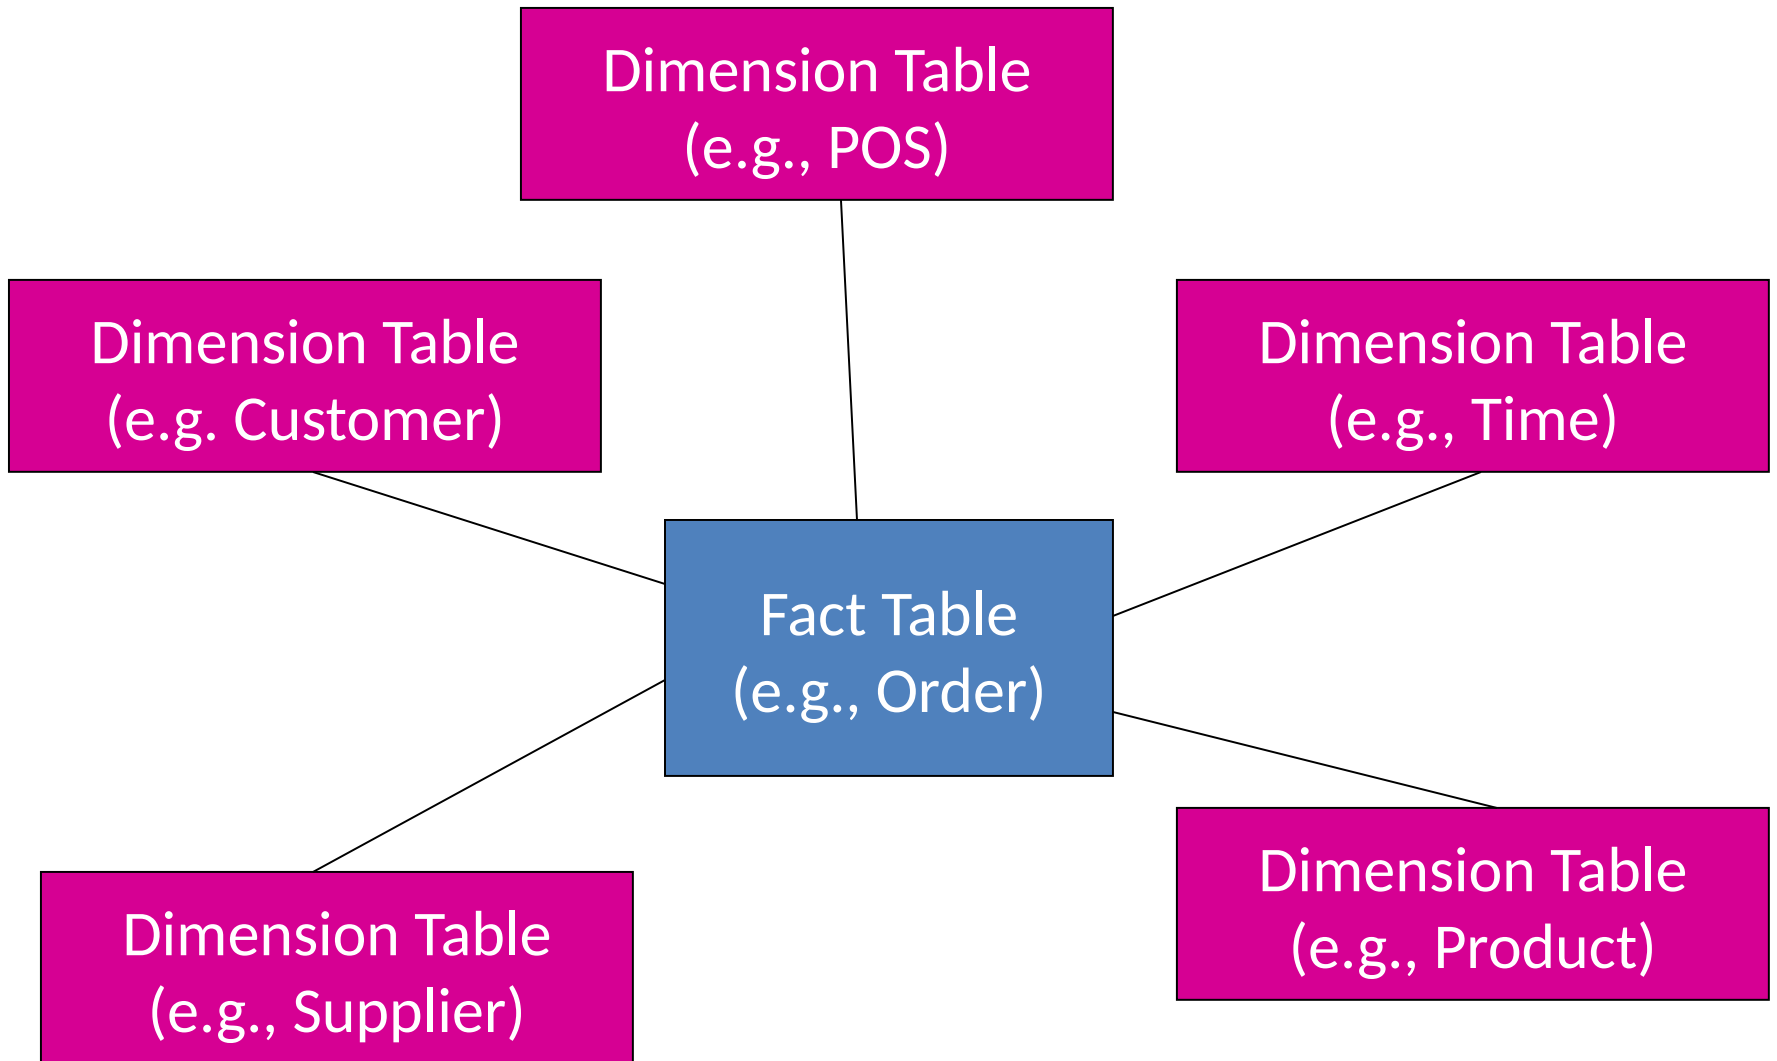 Dimension Table
(e.g., POS)
Dimension Table
(e.g. Customer)
Dimension Table
(e.g., Time)
Fact Table
(e.g., Order)
Dimension Table
(e.g., Product)
Dimension Table
(e.g., Supplier)